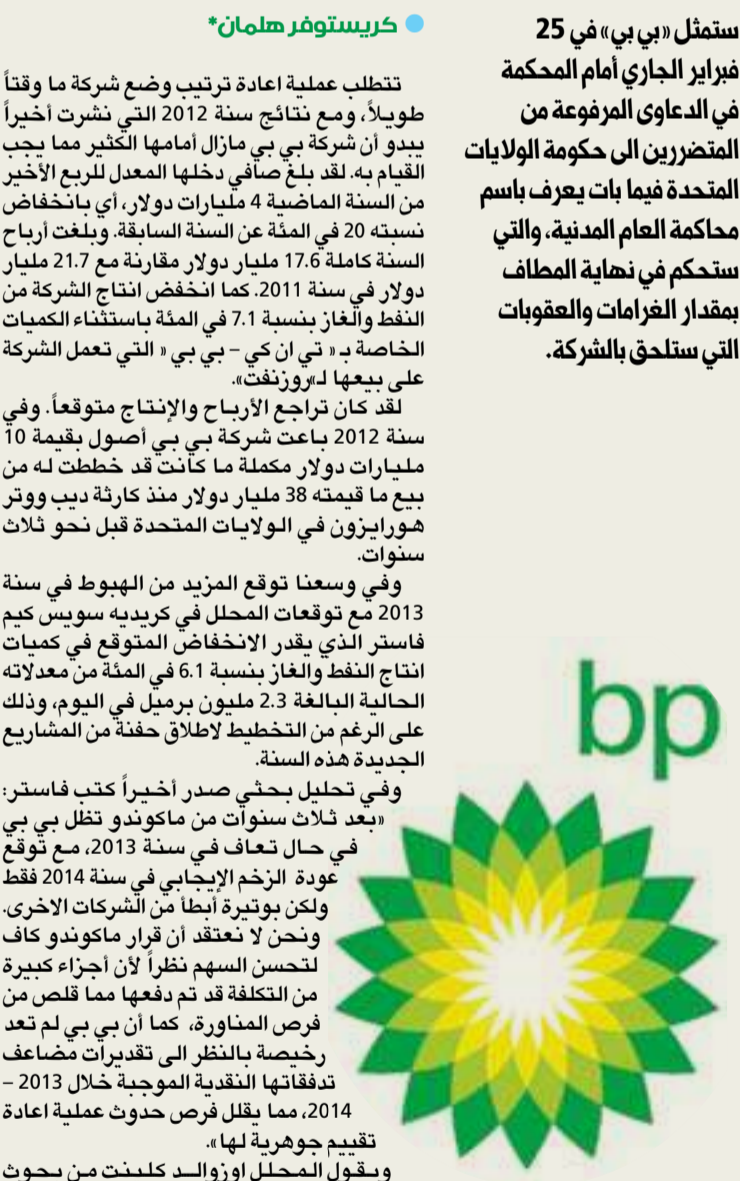 ستمثل «بي بي» في 25
فبراير الجاري أمام المحكمة
في الدعاوى المرفوعة من
المتضررين الى حكومة الولايات
المتحدة فيما بات يعرف باسم
محاكمة العام المدنية، والتي
ستحكم في نهاية المطاف
بمقدار الغرامات والعقوبات
التي ستلحق بالشركة.
كريستوفر هلمان*
تتطلب عملية اعادة ترتيب وضع شركة ما وقتاً
طويلاً، ومع نتائج سنة 2012 التي نشرت أخيراً
يبدو أن شركة بي بي مازال أمامها الكثير مما يجب
القيام به. لقد بلغ صافي دخلها المعدل للربع الأخير
من السنة الماضية 4 مليارات دولار، أي بانخفاض
نسبته 20 في المئة عن السنة السابقة. وبلغت أرباح
السنة كاملة 17.6 مليار دولار مقارنة مع 21.7 مليار
دولار في سنة 2011. كما انخفض انتاج الشركة من
النفط والغاز بنسبة 7.1 في المئة باستثناء الكميات
الخاصة بـ « تي ان كي – بي بي « التي تعمل الشركة
على بيعها لـ»روزنفت».
لقد كان تراجع الأرباح والإنتاج متوقعاً. وفي
سنة 2012 باعت شركة بي بي أصول بقيمة 10
مليارات دولار مكملة ما كانت قد خططت له من
بيع ما قيمته 38 مليار دولار منذ كارثة ديب ووتر
هورايزون في الولايات المتحدة قبل نحو ثلاث
سنوات.
وفي وسعنا توقع المزيد من الهبوط في سنة
2013 مع توقعات المحلل في كريديه سويس كيم
فاستر الذي يقدر الانخفاض المتوقع في كميات
انتاج النفط والغاز بنسبة 6.1 في المئة من معدلاته
الحالية البالغة 2.3 مليون برميل في اليوم، وذلك
على الرغم من التخطيط لاطلاق حفنة من المشاريع
الجديدة هذه السنة.
وفي تحليل بحثي صدر أخيراً كتب فاستر:
«بعد ثلاث سنوات من ماكوندو تظل بي بي
في حال تعاف في سنة 2013، مع توقع
عودة الزخم الإيجابي في سنة 2014 فقط
ولكن بوتيرة أبطأ من الشركات الاخرى.
ونحن لا نعتقد أن قرار ماكوندو كاف
لتحسن السهم نظراً لأن أجزاء كبيرة
من التكلفة قد تم دفعها مما قلص من
فرص المناورة، كما أن بي بي لم تعد
رخيصة بالنظر الى تقديرات مضاعف
تدفقاتها النقدية الموجبة خلال 2013 –
2014، مما يقلل فرص حدوث عملية اعادة
تقييم جوهرية لها».
ويقول المحلل اوزوالد كلينت من بحوث
bp